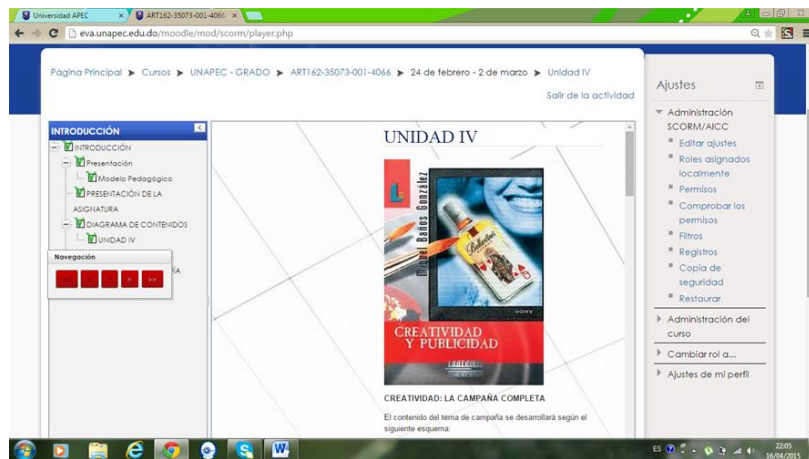 Universidad APEC
ART162-35073-001-4066
eva.unapec.edu.do/moodle/mod/scorm/player.php
Página Principal ► Cursos ► UNAPEC - GRADO ► ART162-35073-001-4066 ► 24 de febrero - 2 de marzo ► Unidad IV
Salir de la actividad
INTRODUCCIÓN
INTRODUCCIÓN
Presentación
Modelo Pedagógico
PRESENTACIÓN DE LA
ASIGNATURA
DIAGRAMA DE CONTENIDOS
UNIDAD IV
Navegación
>
>>
UNIDAD IV
L
Miguel Baños González
Ballantine's
SONY
CREATIVIDAD
Y PUBLICIDAD
LABERINTO
CREATIVIDAD: LA CAMPAÑA COMPLETA
El contenido del tema de campaña se desarrollará según el
siguiente esquema:
Ajustes
Administración
SCORM/AICC
Editar ajustes
Roles asignados
localmente
Permisos
Comprobar los
permisos
Filtros
Registros
Copia de
seguridad
Restaurar
Administración del
curso
Cambiar rol a...
Ajustes de mi perfil
ES
22:05
16/04/2015